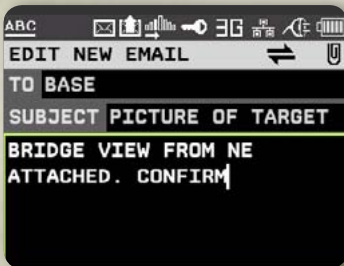 ABC 3G
EDIT NEW EMAIL
TO BASE
SUBJECT PICTURE OF TARGET
BRIDGE VIEW FROM NE
ATTACHED. CONFIRM